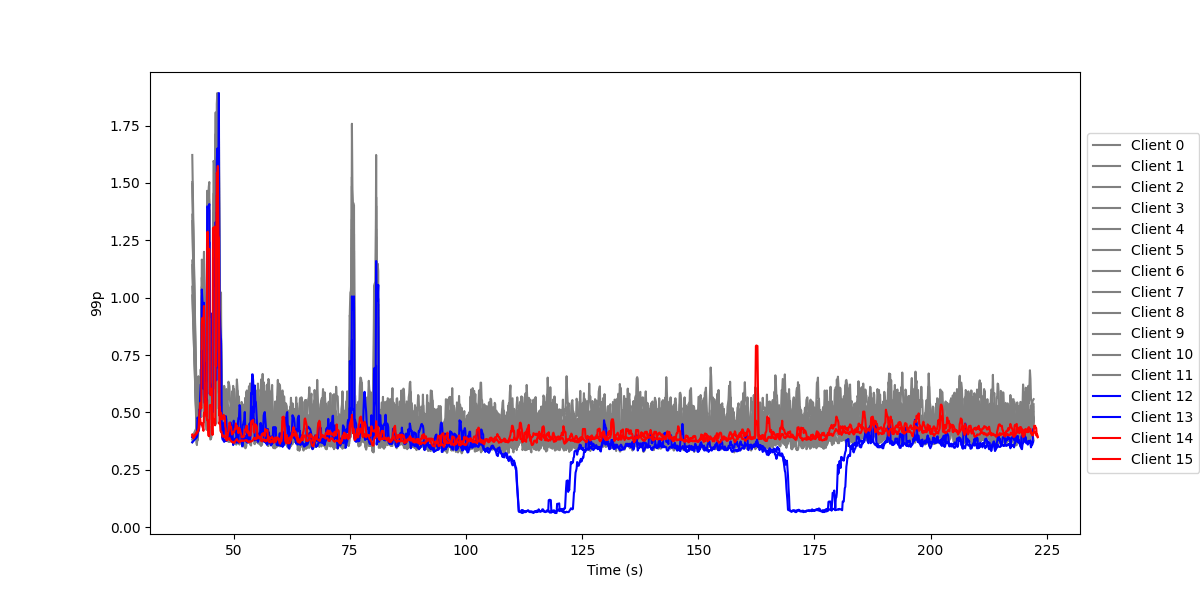 1.75
1.50
1.25
1.00
0.75
0.50
0.25
0.00
99p
50
75
100
125
150
175
200
225
Time (s)
Client 0
Client 1
Client 2
Client 3
Client 4
Client 5
Client 6
Client 7
Client 8
Client 9
Client 10
Client 11
Client 12
Client 13
Client 14
Client 15